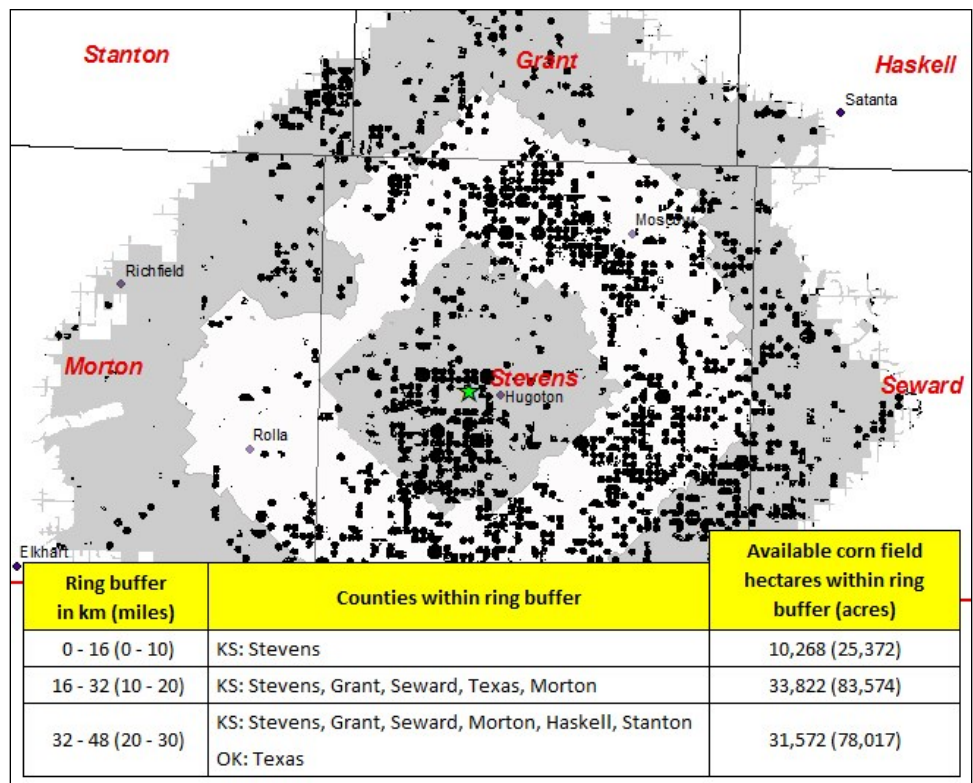 Stanton
Grant
Haskell
Satanta
Moscow
Richfield
Morton
Stevens
Hugoton
Seward
Rolla
Elkhart
Ring buffer
in km (miles)
Counties within ring buffer
Available corn field
hectares within ring
buffer (acres)
0 - 16 (0 - 10)
KS: Stevens
10,268 (25,372)
16 - 32 (10 - 20)
KS: Stevens, Grant, Seward, Texas, Morton
33,822 (83,574)
32 - 48 (20 - 30)
KS: Stevens, Grant, Seward, Morton, Haskell, Stanton
OK: Texas
31,572 (78,017)